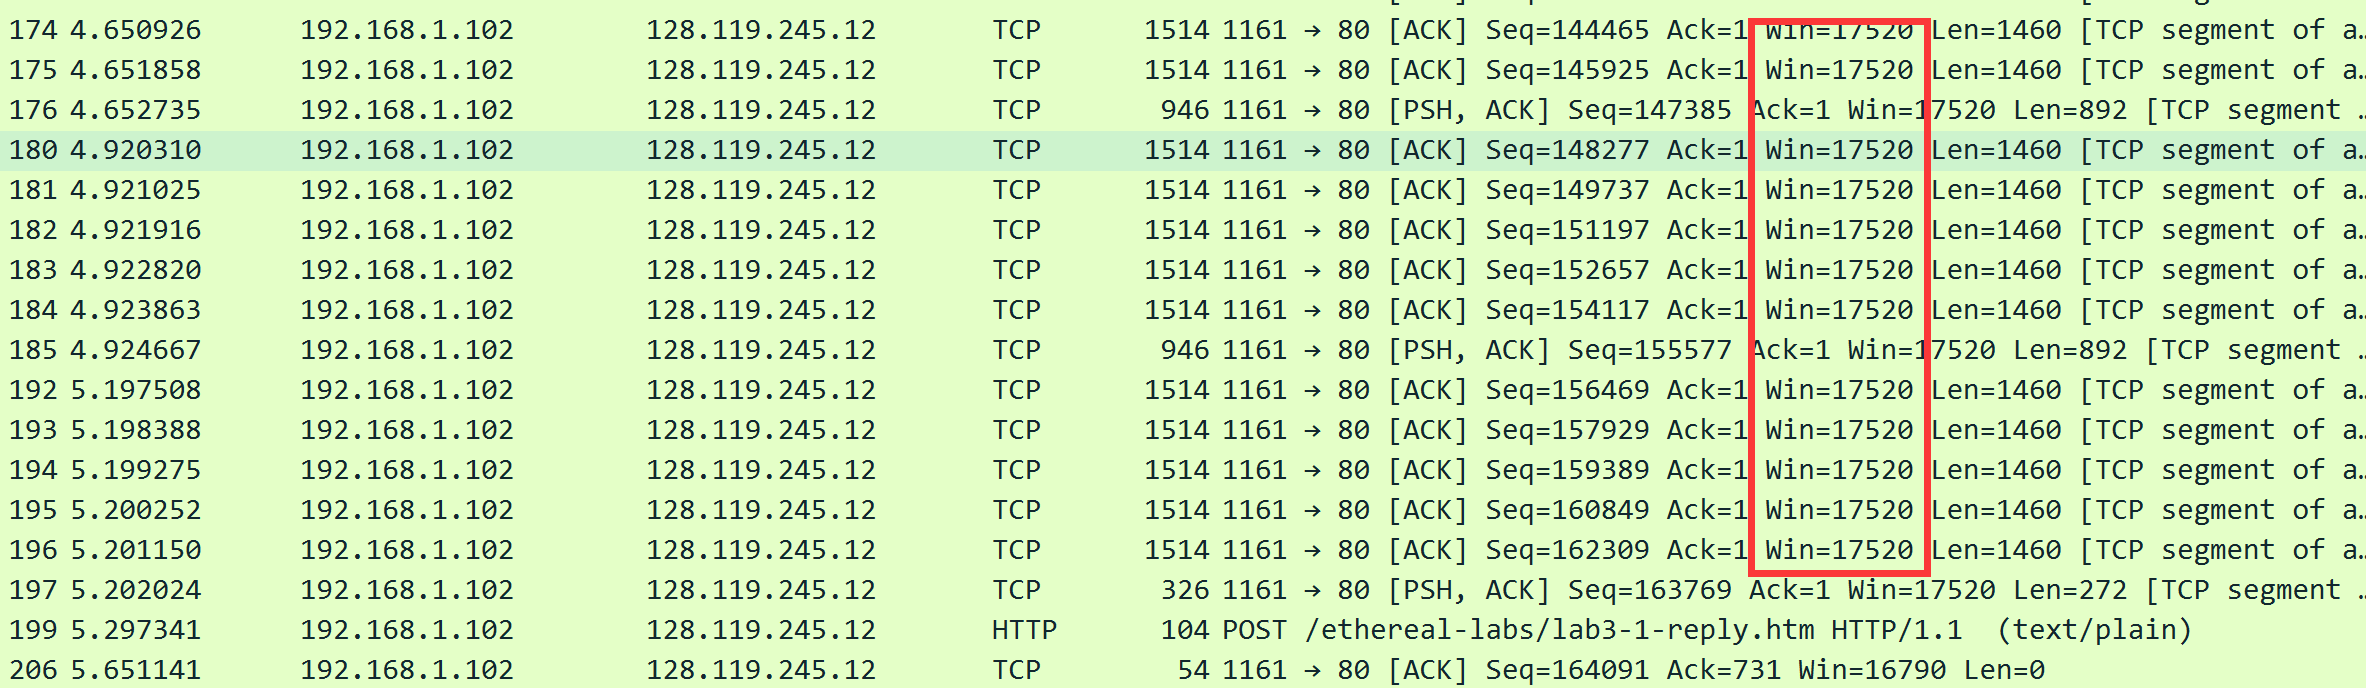 174 4.650926 192.168.1.102 128.119.245.12 TCP 1514 1161 → 80 [ACK] Seq=144465 Ack=1 Win=17520 Len=1460 [TCP segment of a…
175 4.651858 192.168.1.102 128.119.245.12 TCP 1514 1161 → 80 [ACK] Seq=145925 Ack=1 Win=17520 Len=1460 [TCP segment of a…
176 4.652735 192.168.1.102 128.119.245.12 TCP 946 1161 → 80 [PSH, ACK] Seq=147385 Ack=1 Win=17520 Len=892 [TCP segment …
180 4.920310 192.168.1.102 128.119.245.12 TCP 1514 1161 → 80 [ACK] Seq=148277 Ack=1 Win=17520 Len=1460 [TCP segment of a…
181 4.921025 192.168.1.102 128.119.245.12 TCP 1514 1161 → 80 [ACK] Seq=149737 Ack=1 Win=17520 Len=1460 [TCP segment of a…
182 4.921916 192.168.1.102 128.119.245.12 TCP 1514 1161 → 80 [ACK] Seq=151197 Ack=1 Win=17520 Len=1460 [TCP segment of a…
183 4.922820 192.168.1.102 128.119.245.12 TCP 1514 1161 → 80 [ACK] Seq=152657 Ack=1 Win=17520 Len=1460 [TCP segment of a…
184 4.923863 192.168.1.102 128.119.245.12 TCP 1514 1161 → 80 [ACK] Seq=154117 Ack=1 Win=17520 Len=1460 [TCP segment of a…
185 4.924667 192.168.1.102 128.119.245.12 TCP 946 1161 → 80 [PSH, ACK] Seq=155577 Ack=1 Win=17520 Len=892 [TCP segment …
192 5.197508 192.168.1.102 128.119.245.12 TCP 1514 1161 → 80 [ACK] Seq=156469 Ack=1 Win=17520 Len=1460 [TCP segment of a…
193 5.198388 192.168.1.102 128.119.245.12 TCP 1514 1161 → 80 [ACK] Seq=157929 Ack=1 Win=17520 Len=1460 [TCP segment of a…
194 5.199275 192.168.1.102 128.119.245.12 TCP 1514 1161 → 80 [ACK] Seq=159389 Ack=1 Win=17520 Len=1460 [TCP segment of a…
195 5.200252 192.168.1.102 128.119.245.12 TCP 1514 1161 → 80 [ACK] Seq=160849 Ack=1 Win=17520 Len=1460 [TCP segment of a…
196 5.201150 192.168.1.102 128.119.245.12 TCP 1514 1161 → 80 [ACK] Seq=162309 Ack=1 Win=17520 Len=1460 [TCP segment of a…
197 5.202024 192.168.1.102 128.119.245.12 TCP 326 1161 → 80 [PSH, ACK] Seq=163769 Ack=1 Win=17520 Len=272 [TCP segment …
199 5.297341 192.168.1.102 128.119.245.12 HTTP 104 POST /ethereal-labs/lab3-1-reply.htm HTTP/1.1 (text/plain)
206 5.651141 192.168.1.102 128.119.245.12 TCP 54 1161 → 80 [ACK] Seq=164091 Ack=731 Win=16790 Len=0